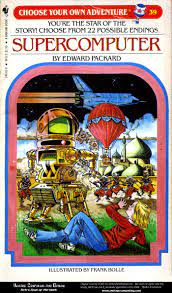 CHOOSE YOUR OWN ADVENTURE® 39
YOU'RE THE STAR OF THE
STORY! CHOOSE FROM 22 POSSIBLE ENDINGS.
SUPERCOMPUTER
BY EDWARD PACKARD
ILLUSTRATED BY FRANK BOLLE